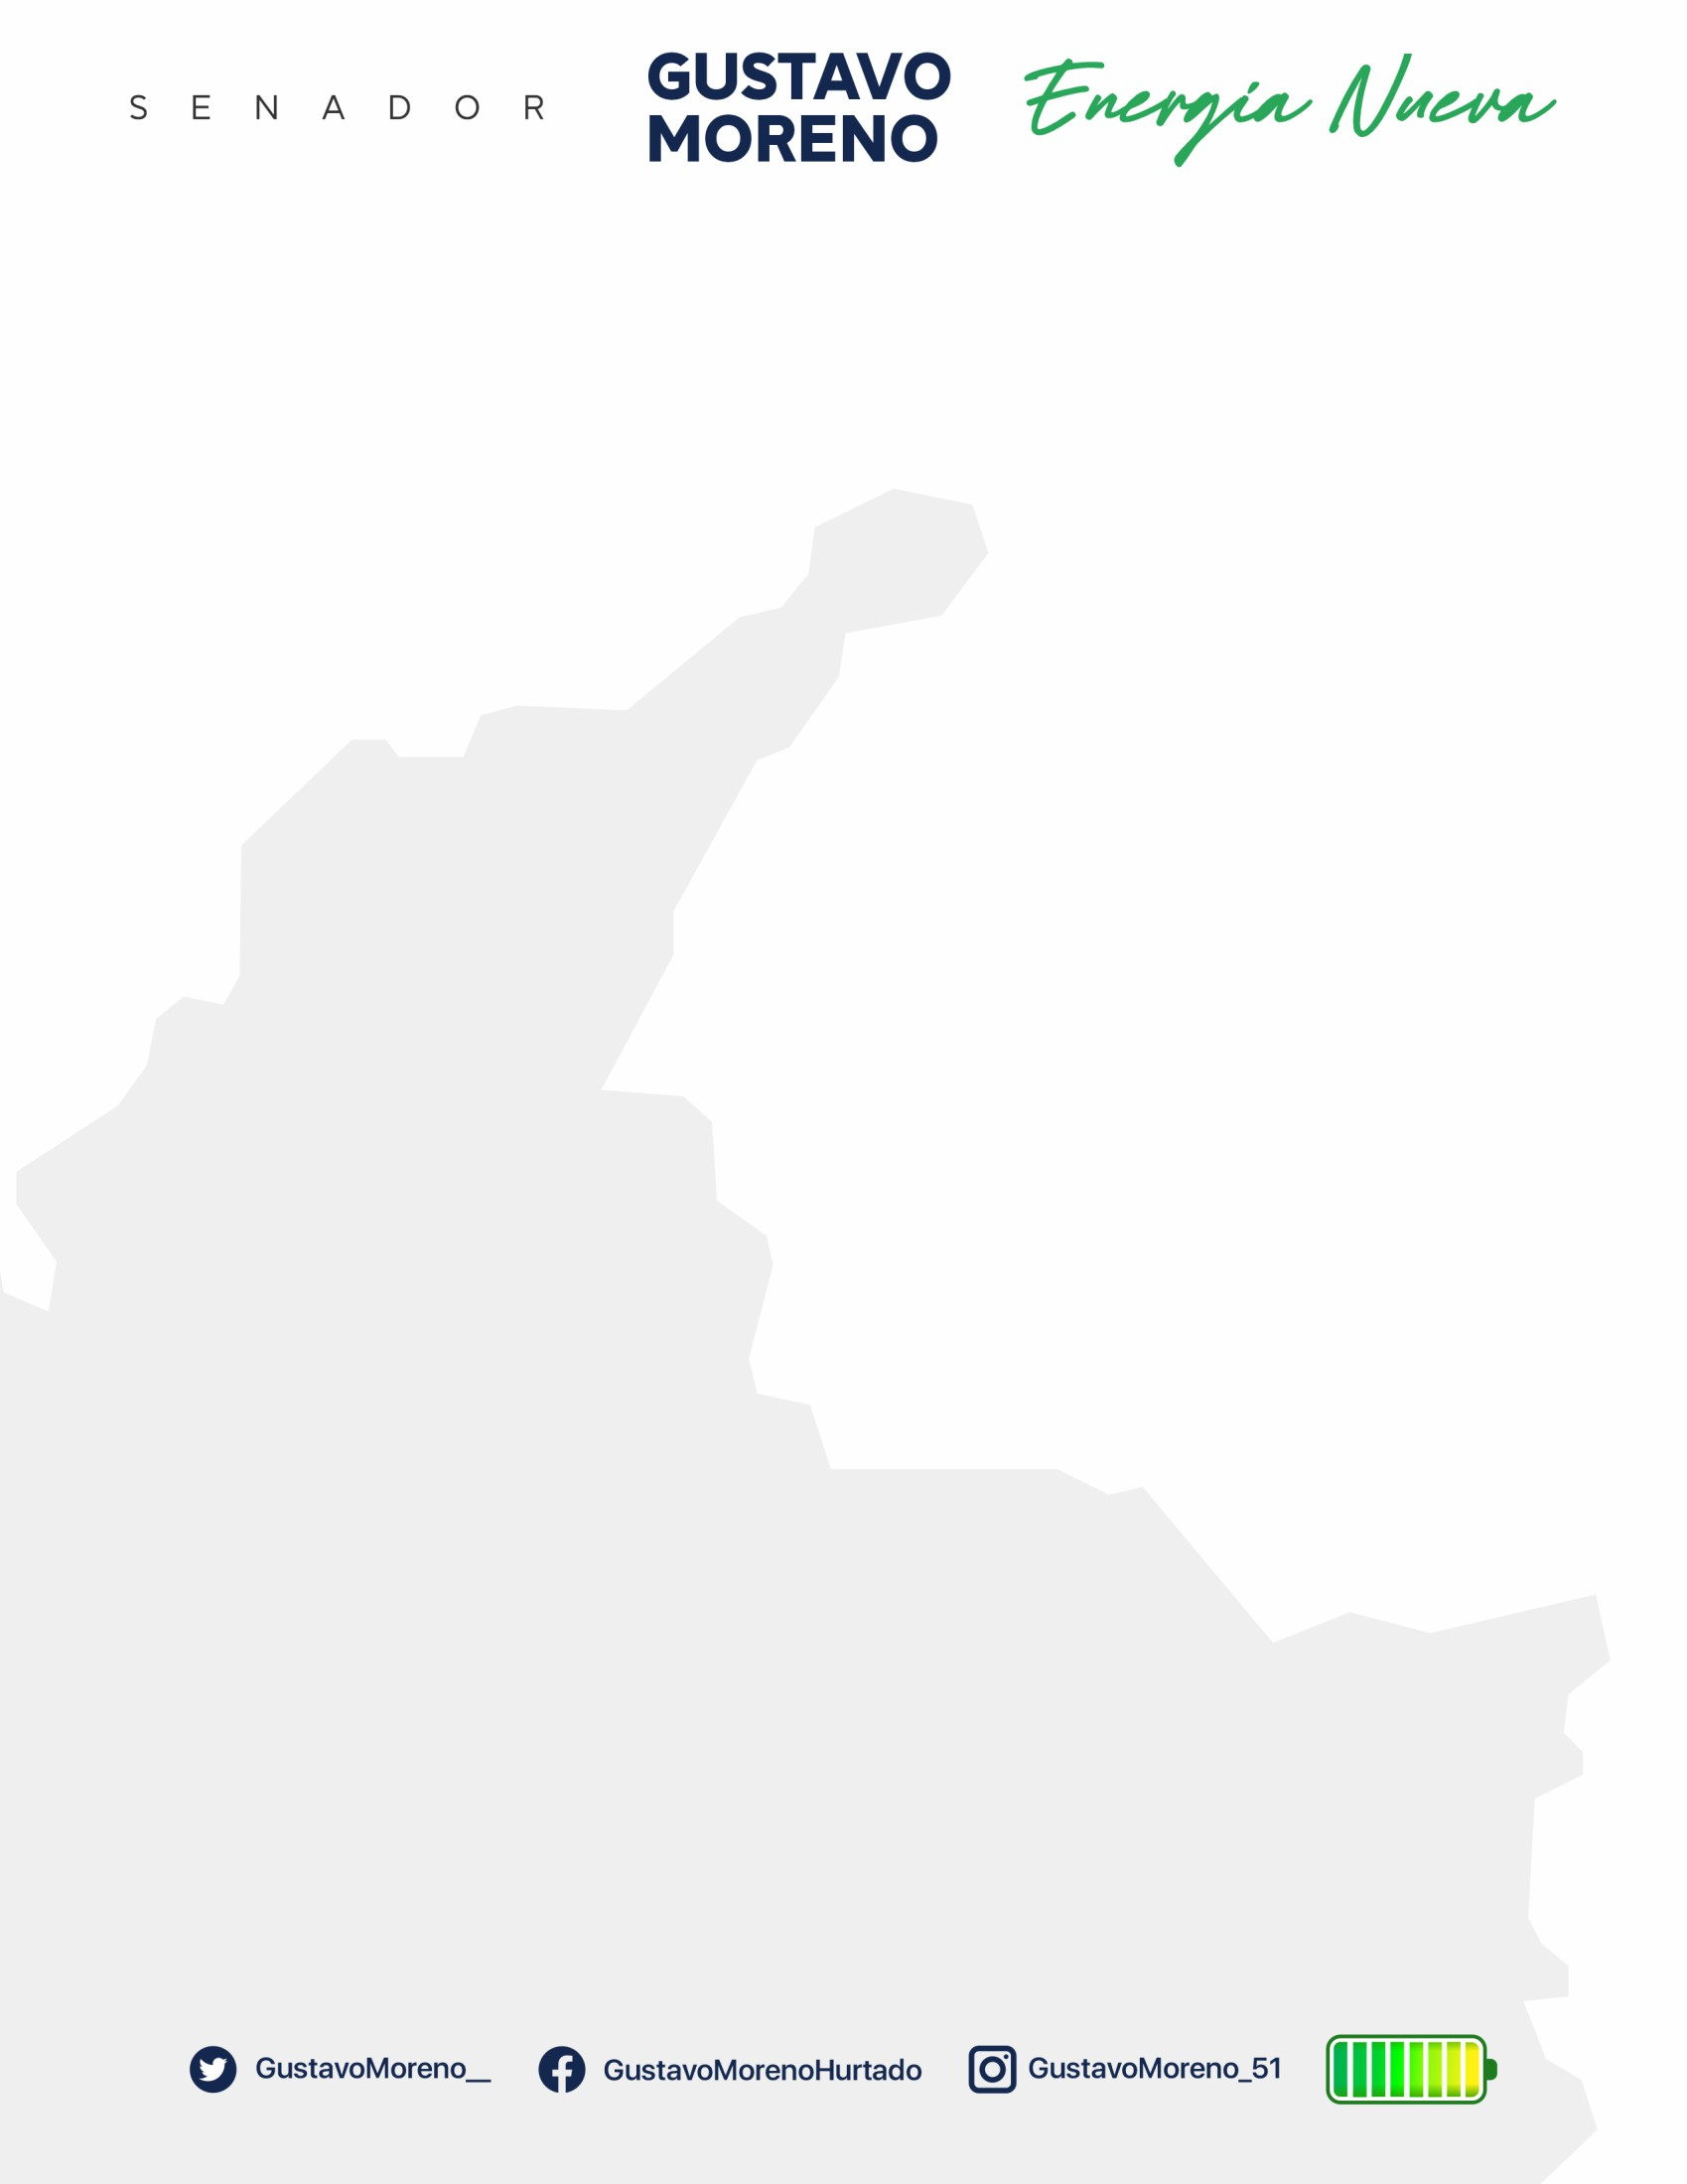 SENADOR
GUSTAVO
MORENO
Energía Nueva
GustavoMoreno__
GustavoMorenoHurtado
GustavoMoreno_51